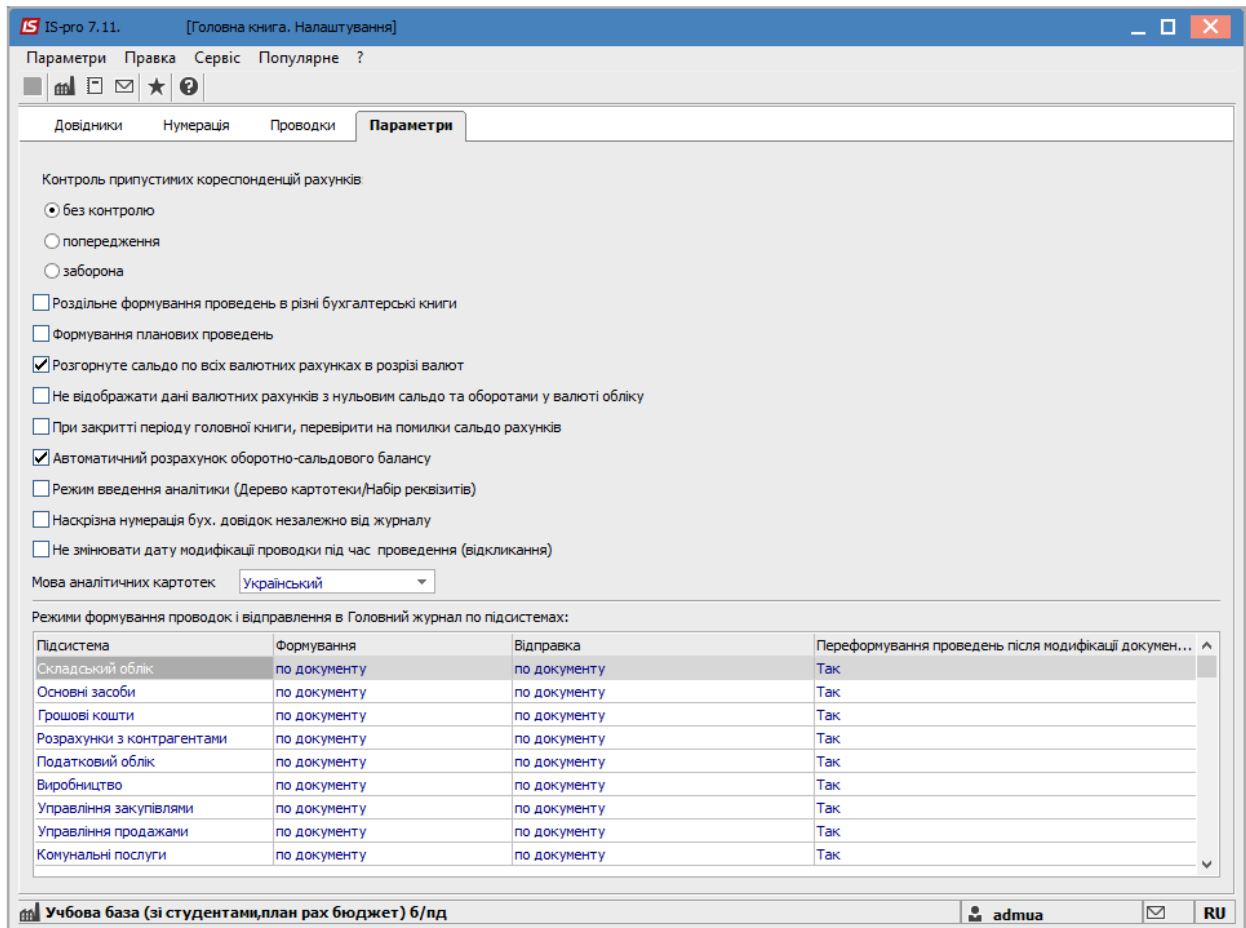 IS-pro 7.11. [Головна книга. Налаштування]
Параметри Правка Сервіс Популярне ?
Довідники Нумерація Проводки Параметри
Контроль припустимих кореспонденцій рахунків
без контролю
попередження
заборона
Роздільне формування проведень в різні бухгалтерські книги
Формування планових проведень
Розгорнуте сальдо по всіх валютних рахунках в розрізі валют
Не відображати дані валютних рахунків з нульовим сальдо та оборотами у валюті обліку
При закритті періоду головної книги, перевірити на помилки сальдо рахунків
Автоматичний розрахунок оборотно-сальдового балансу
Режим введення аналітики (Дерево картотеки/Набір реквізитів)
Наскрізна нумерація бух. довідок незалежно від журналу
Не змінювати дату модифікації проводки під час проведення (відкликання)
Мова аналітичних картотек Український
Режими формування проводок і відправлення в Головний журнал по підсистемах:
Підсистема Формування Відправка Переформування проведень після модифікації докумен...
Складський облік по документу по документу Так
Основні засоби по документу по документу Так
Грошові кошти по документу по документу Так
Розрахунки з контрагентами по документу по документу Так
Податковий облік по документу по документу Так
Виробництво по документу по документу Так
Управління закупівлями по документу по документу Так
Управління продажами по документу по документу Так
Комунальні послуги по документу по документу Так
Учбова база (зі студентами,план рах бюджет) б/пд admua RU